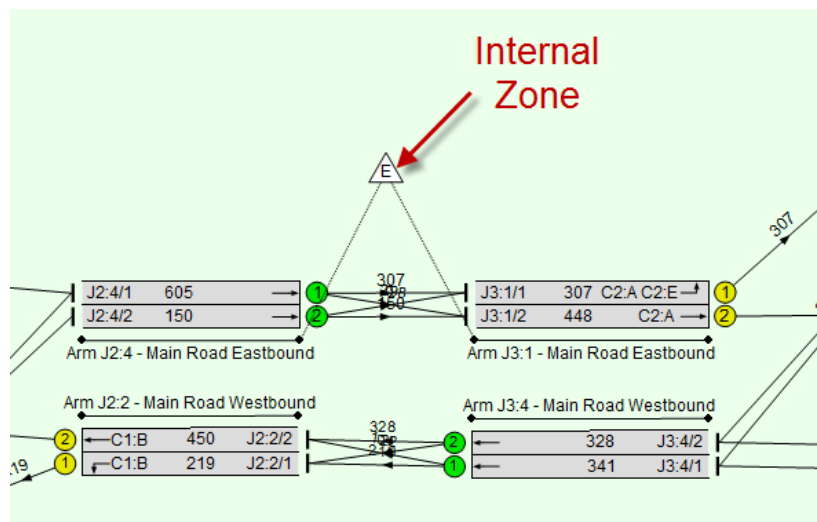 Internal
Zone
E
307
307
150
J2:4/1 605
1
J3:1/1 307 C2:A C2:E
1
J2:4/2 150
2
J3:1/2 448 C2:A
2
Arm J2:4 - Main Road Eastbound
Arm J3:1 - Main Road Eastbound
Arm J2:2 - Main Road Westbound
Arm J3:4 - Main Road Westbound
328
2
C1:B 450 J2:2/2
2
328 J3:4/2
219
1
C1:B 219 J2:2/1
1
341 J3:4/1